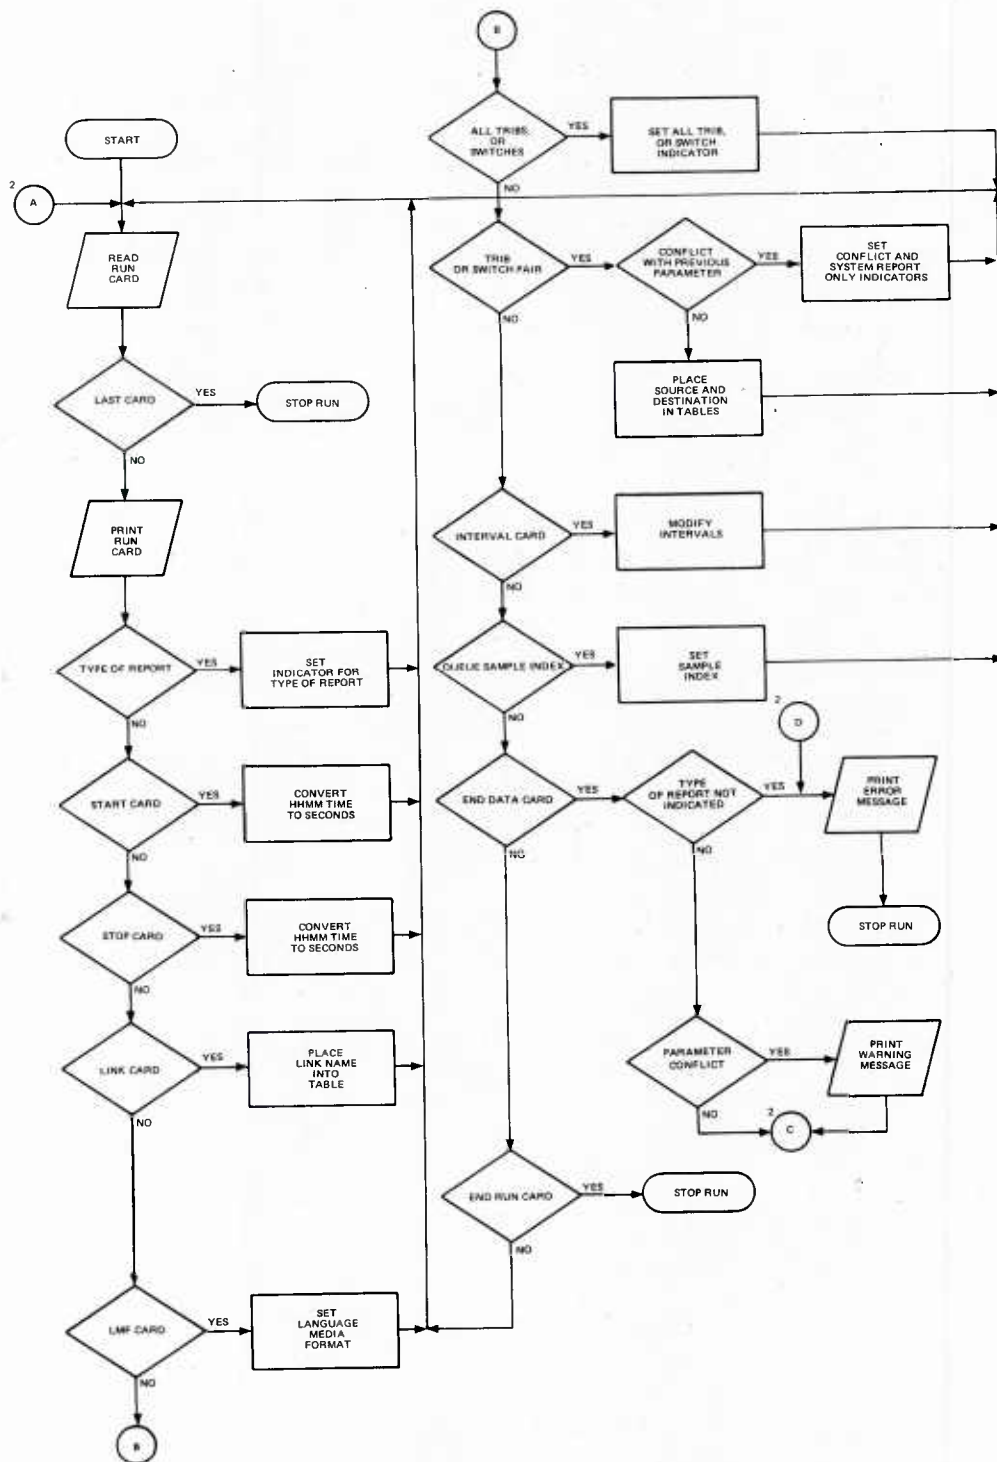 START
2
A
READ
RUN
CARD
LAST CARD
YES
STOP RUN
NO
PRINT
RUN
CARD
TYPE OF REPORT
YES
SET
INDICATOR FOR
TYPE OF REPORT
NO
START CARD
YES
CONVERT
HHMM TIME
TO SECONDS
NO
STOP CARD
YES
CONVERT
HHMM TIME
TO SECONDS
NO
LINK CARD
YES
PLACE
LINK NAME
INTO
TABLE
NO
LMF CARD
YES
SET
LANGUAGE
MEDIA
FORMAT
NO
B
B
ALL TRIBS,
OR
SWITCHES
YES
SET ALL TRIB,
OR SWITCH
INDICATOR
NO
TRIB
OR SWITCH PAIR
YES
CONFLICT
WITH PREVIOUS
PARAMETER
YES
SET
CONFLICT AND
SYSTEM REPORT
ONLY INDICATORS
NO
NO
PLACE
SOURCE AND
DESTINATION
IN TABLES
INTERVAL CARD
YES
MODIFY
INTERVALS
NO
QUEUE SAMPLE INDEX
YES
SET
SAMPLE
INDEX
NO
2
D
END DATA CARD
YES
TYPE
OF REPORT NOT
INDICATED
YES
PRINT
ERROR
MESSAGE
NO
NO
STOP RUN
PARAMETER
CONFLICT
YES
PRINT
WARNING
MESSAGE
NO
2
C
END RUN CARD
YES
STOP RUN
NO